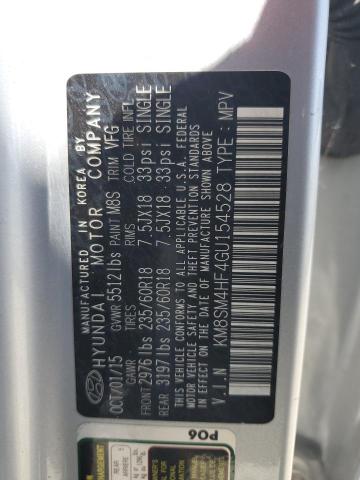 MANUFACTURED IN KOREA BY
HYUNDAI MOTOR COMPANY
OCT/01/15 GVWR 5512 lbs PAINT M8S TRIM VFG
GAWR TIRES RIMS COLD TIRE INFL.
FRONT 2976 lbs 235/60R18 7.5JX18 33psi SINGLE
REAR 3197 lbs 235/60R18 7.5JX18 33psi SINGLE
THIS VEHICLE CONFORMS TO ALL APPLICABLE U.S.A. FEDERAL
MOTOR VEHICLE SAFETY AND THEFT PREVENTION STANDARDS
IN EFFECT ON THE DATE OF MANUFACTURE SHOWN ABOVE.
V.I.N : KM8SM4HF4GU154528 TYPE : MPV
P06
REAR
ARRIÈRE